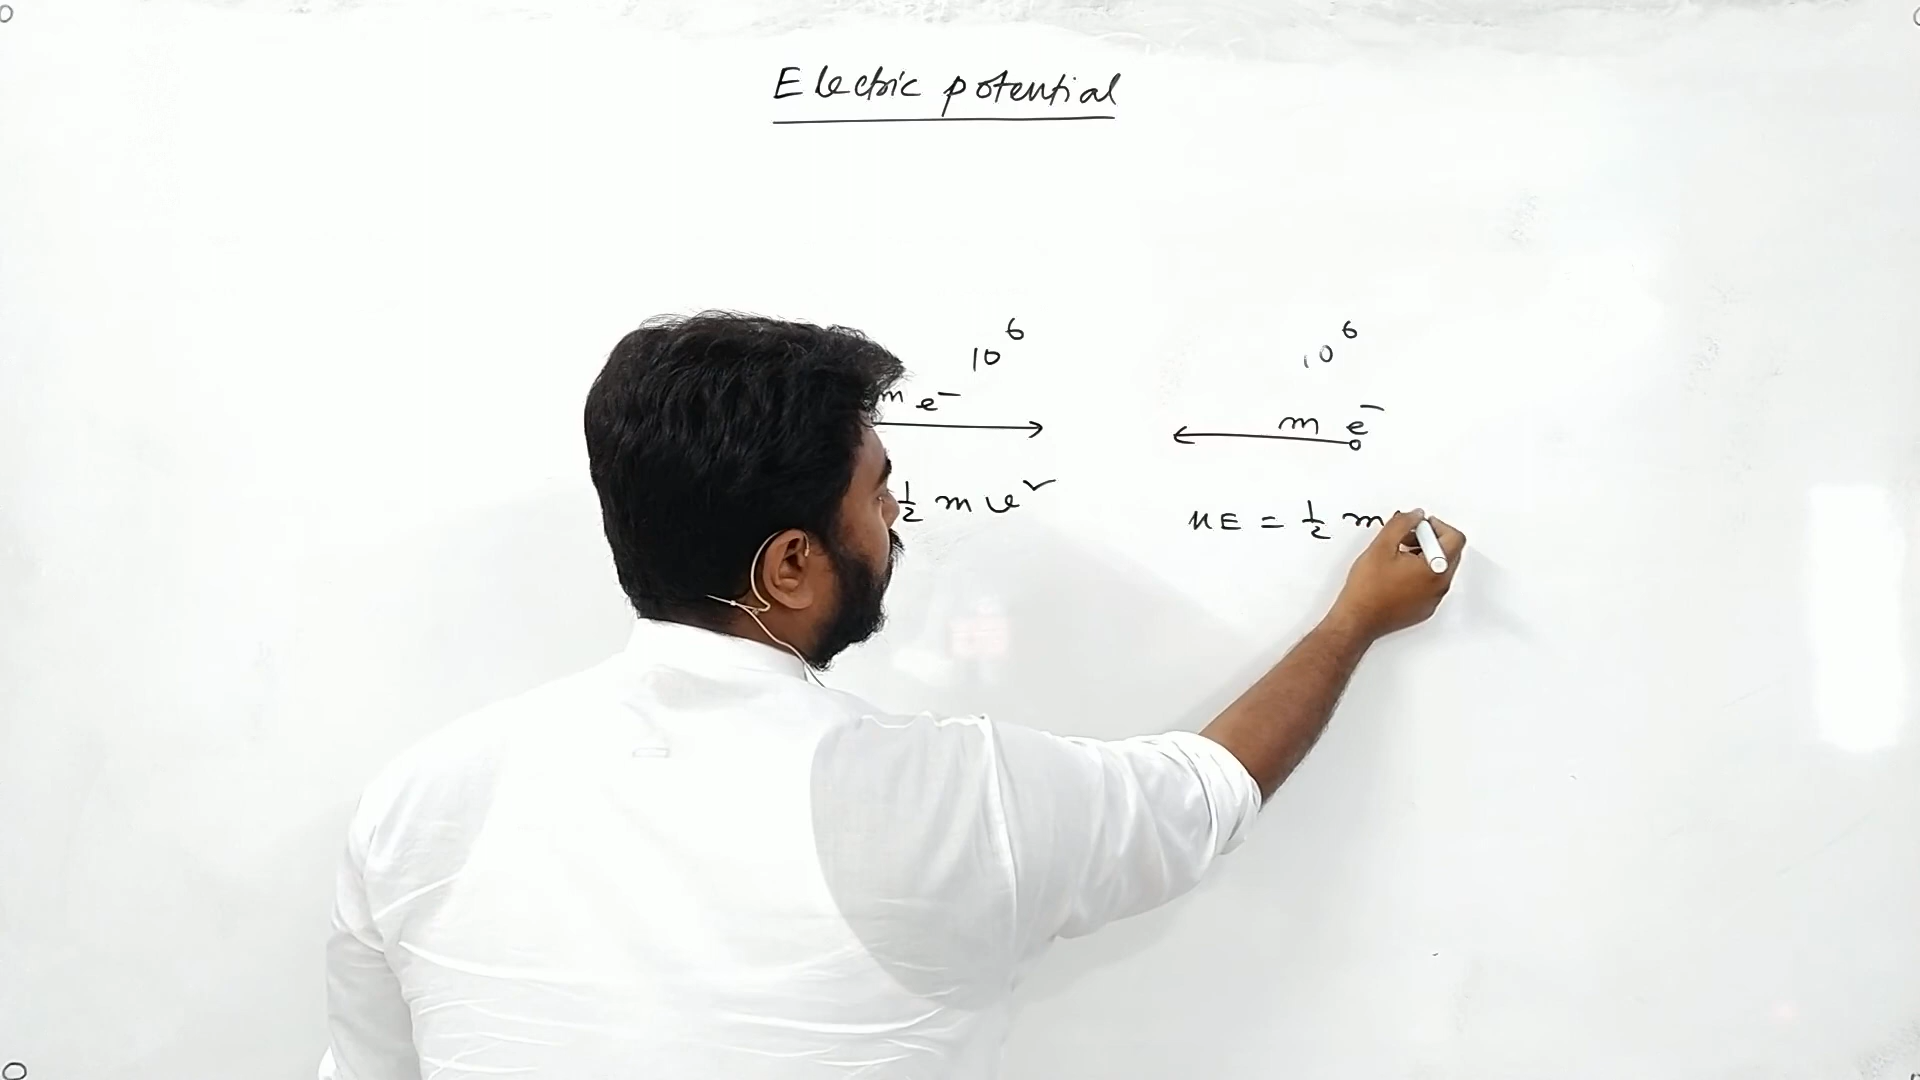 Electric potential
10⁶ 10⁶
m e⁻ m e⁻
½ m v² KE = ½ m